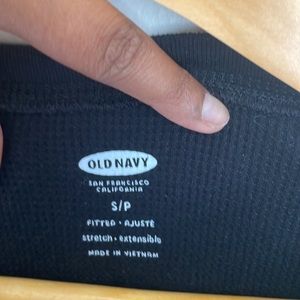 OLD NAVY
SAN FRANCISCO
CALIFORNIA
S/P
FITTED • AJUSTÉ
stretch • extensible
MADE IN VIETNAM